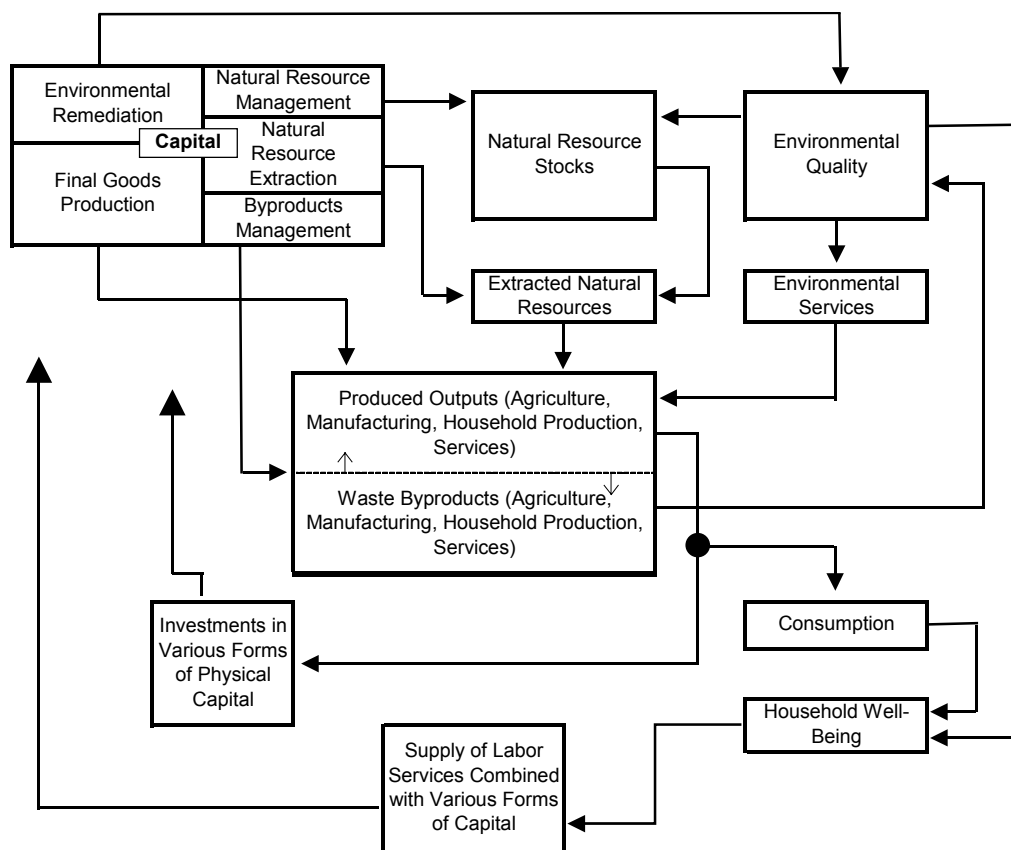 Environmental
Remediation
Natural Resource
Management
Capital
Natural
Resource
Extraction
Final Goods
Production
Byproducts
Management
Natural Resource
Stocks
Environmental
Quality
Extracted Natural
Resources
Environmental
Services
Produced Outputs (Agriculture,
Manufacturing, Household Production,
Services)
Waste Byproducts (Agriculture,
Manufacturing, Household Production,
Services)
Investments in
Various Forms
of Physical
Capital
Consumption
Household Well-
Being
Supply of Labor
Services Combined
with Various Forms
of Capital